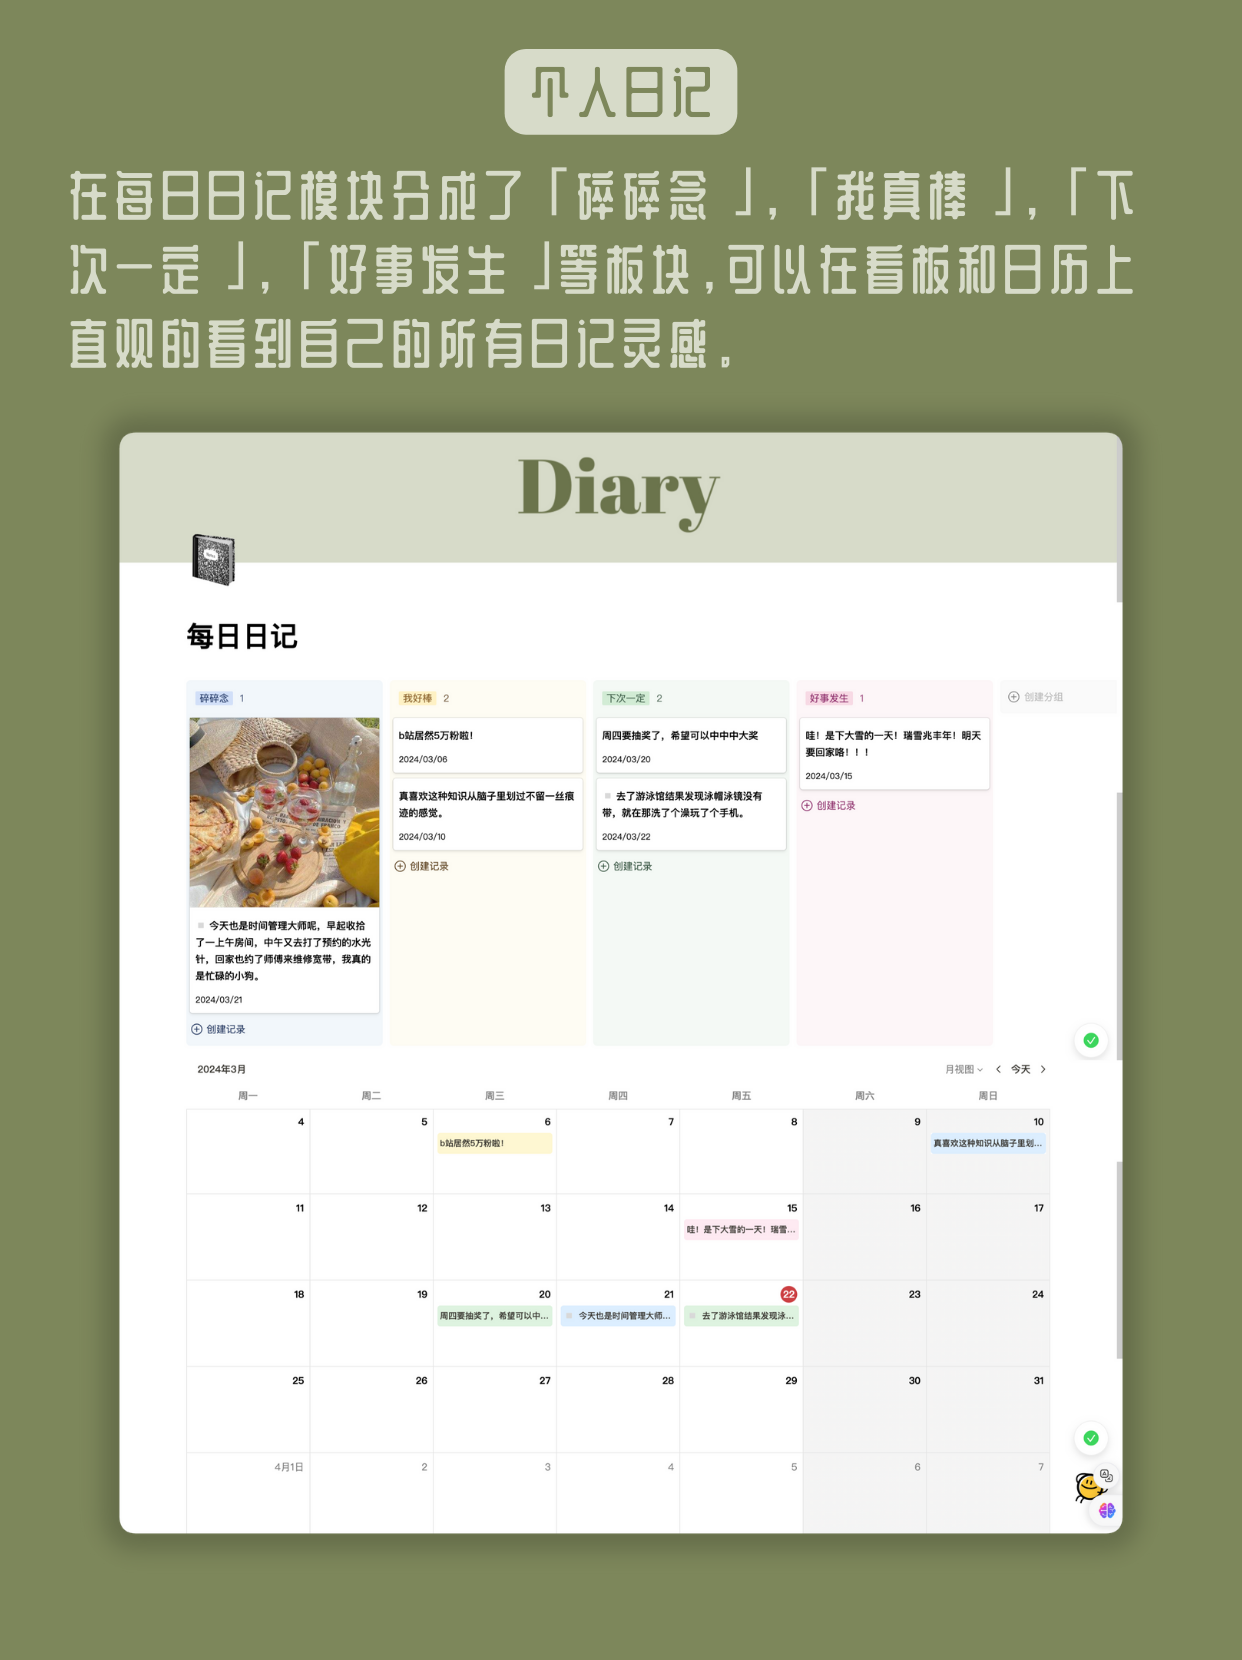 个人日记
在每日日记模块分成了「碎碎念 」,「我真棒 」,「下
次一定 」,「好事发生 」等板块,可以在看板和日历上
直观的看到自己的所有日记灵感。
Diary
每日日记
碎碎念 1
我好棒 2
下次一定 2
好事发生 1
创建分组
b站居然5万粉啦！
2024/03/06
真喜欢这种知识从脑子里划过不留一丝痕
迹的感觉。
2024/03/10
创建记录
周四要抽奖了，希望可以中中中大奖
2024/03/20
去了游泳馆结果发现泳帽泳镜没有
带，就在那洗了个澡玩了个手机。
2024/03/22
创建记录
哇！是下大雪的一天！瑞雪兆丰年！明天
要回家咯！！！
2024/03/15
创建记录
今天也是时间管理大师呢，早起收拾
了一上午房间，中午又去打了预约的水光
针，回家也约了师傅来维修宽带，我真的
是忙碌的小狗。
2024/03/21
创建记录
2024年3月
月视图 今天
周一 周二 周三 周四 周五 周六 周日
4 5 6 7 8 9 10
b站居然5万粉啦！ 真喜欢这种知识从脑子里划...
11 12 13 14 15 16 17
哇！是下大雪的一天！瑞雪...
18 19 20 21 22 23 24
周四要抽奖了，希望可以中... 今天也是时间管理大师... 去了游泳馆结果发现泳...
25 26 27 28 29 30 31
4月1日 2 3 4 5 6 7